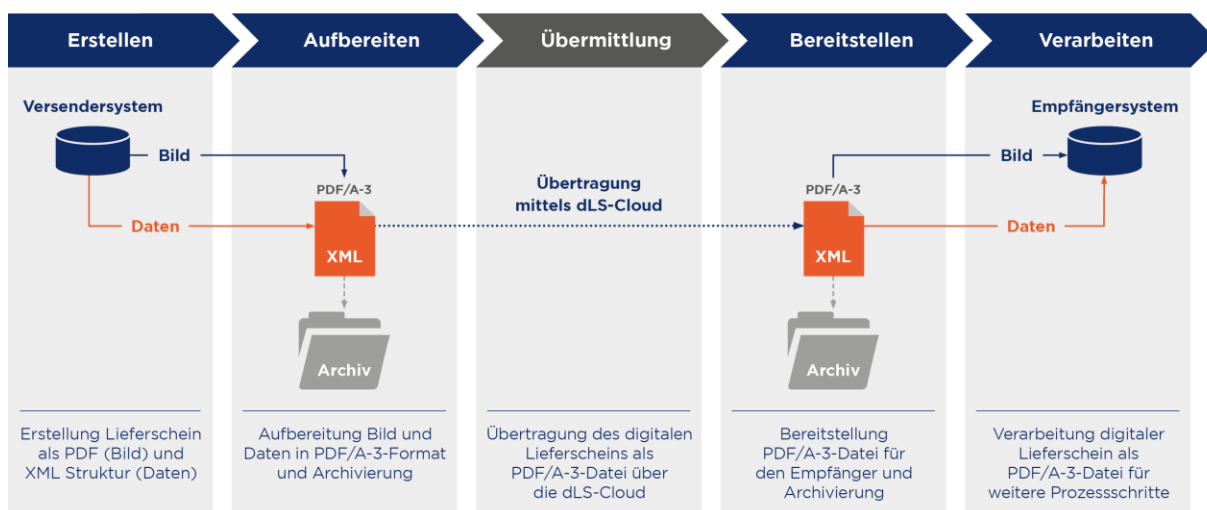 Erstellen
Aufbereiten
Übermittlung
Bereitstellen
Verarbeiten
Versendersystem
Empfängersystem
Bild
Bild
PDF/A-3
Übertragung
mittels dLS-Cloud
PDF/A-3
Daten
XML
XML
Daten
Archiv
Archiv
Erstellung Lieferschein
als PDF (Bild) und
XML Struktur (Daten)
Aufbereitung Bild und
Daten in PDF/A-3-Format
und Archivierung
Übertragung des digitalen
Lieferscheins als
PDF/A-3-Datei über
die dLS-Cloud
Bereitstellung
PDF/A-3-Datei für
den Empfänger und
Archivierung
Verarbeitung digitaler
Lieferschein als
PDF/A-3-Datei für
weitere Prozessschritte